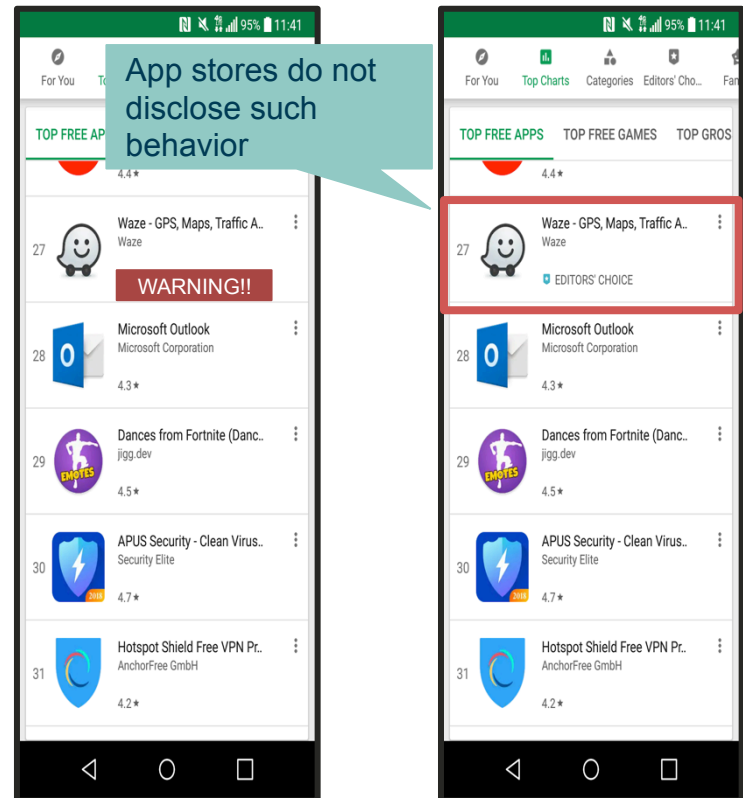 95% 11:41
For You To
App stores do not
disclose such
behavior
TOP FREE AP
4.4★
27
Waze - GPS, Maps, Traffic A..
Waze
WARNING!!
28
Microsoft Outlook
Microsoft Corporation
4.3★
29
EMOTES
Dances from Fortnite (Danc..
jigg.dev
4.5★
30
2018
APUS Security - Clean Virus..
Security Elite
4.7★
31
Hotspot Shield Free VPN Pr..
AnchorFree GmbH
4.2★
95% 11:41
For You Top Charts Categories Editors' Cho... Fan
TOP FREE APPS TOP FREE GAMES TOP GROS
4.4★
27
Waze - GPS, Maps, Traffic A..
Waze
EDITORS' CHOICE
28
Microsoft Outlook
Microsoft Corporation
4.3★
29
EMOTES
Dances from Fortnite (Danc..
jigg.dev
4.5★
30
2018
APUS Security - Clean Virus..
Security Elite
4.7★
31
Hotspot Shield Free VPN Pr..
AnchorFree GmbH
4.2★